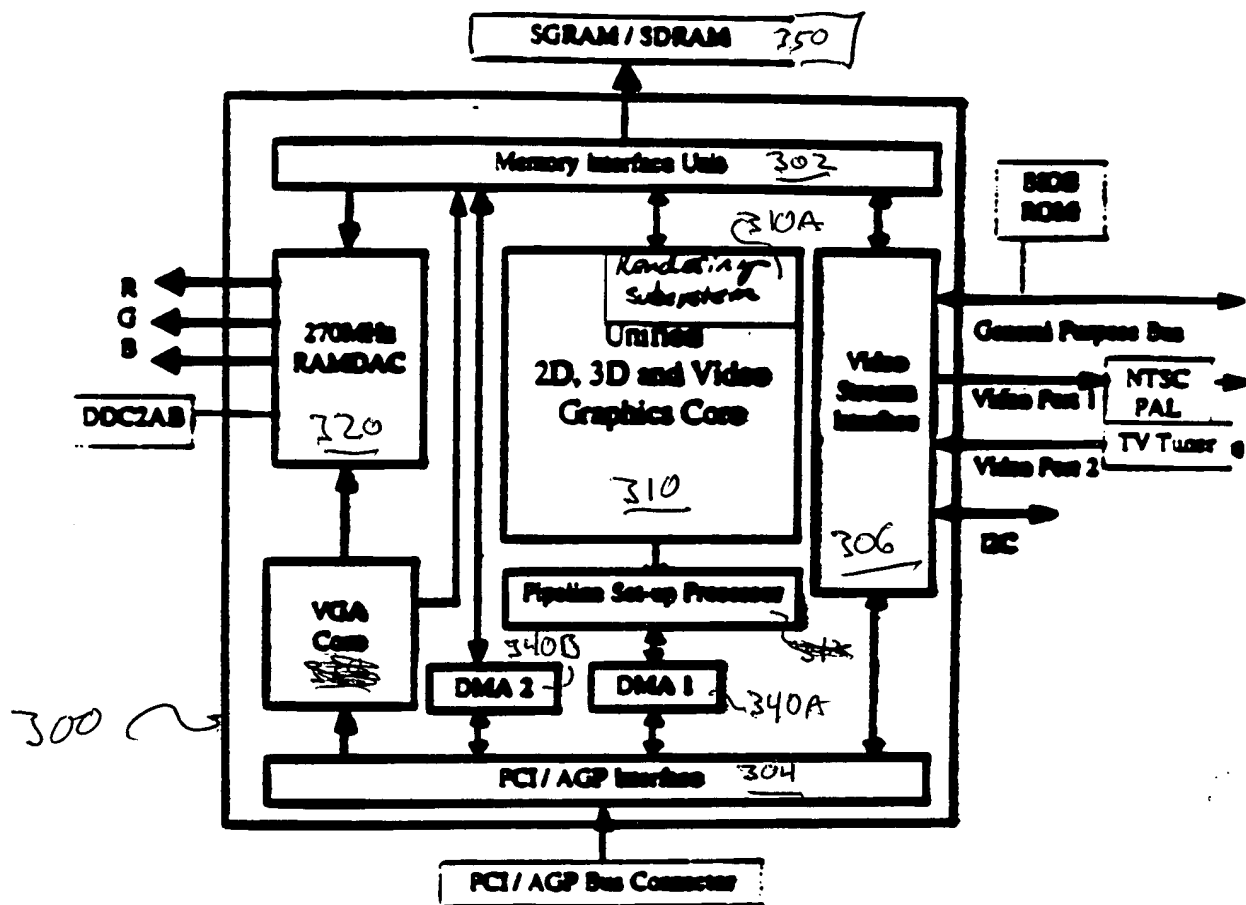 SGRAM / SDRAM 350
Memory Interface Unit 302
BIOS
ROM
310A
Rendering
Subsystem
R
G
B
270MHz
RAMDAC
320
DDC2AB
Unified
2D, 3D and Video
Graphics Core
310
Video
Stream
Interface
306
General Purpose Bus
Video Port 1
NTSC
PAL
TV Tuner
Video Port 2
I2C
Pipeline Set-up Processor
VGA
Core
340B
DMA 2
DMA 1
340A
300
PCI / AGP Interface 304
PCI / AGP Bus Connector